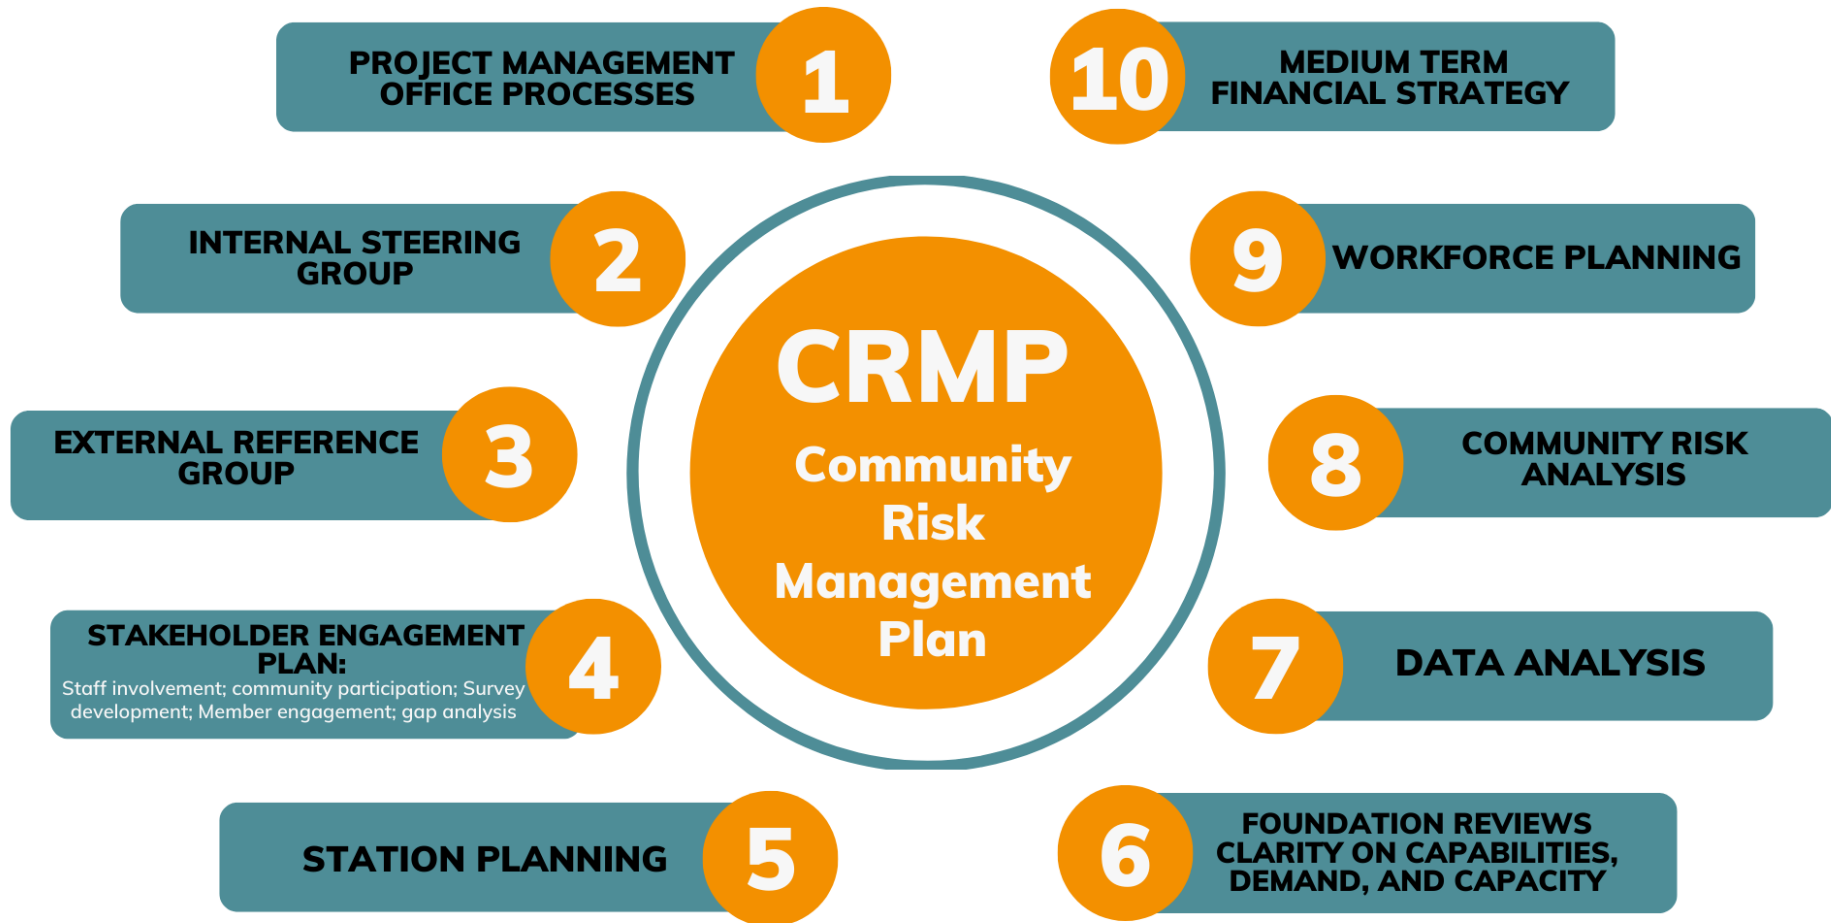 1
PROJECT MANAGEMENT
OFFICE PROCESSES
2
INTERNAL STEERING
GROUP
3
EXTERNAL REFERENCE
GROUP
4
STAKEHOLDER ENGAGEMENT
PLAN:
Staff involvement; community participation; Survey
development; Member engagement; gap analysis
5
STATION PLANNING
CRMP
Community
Risk
Management
Plan
6
FOUNDATION REVIEWS
CLARITY ON CAPABILITIES,
DEMAND, AND CAPACITY
7
DATA ANALYSIS
8
COMMUNITY RISK
ANALYSIS
9
WORKFORCE PLANNING
10
MEDIUM TERM
FINANCIAL STRATEGY